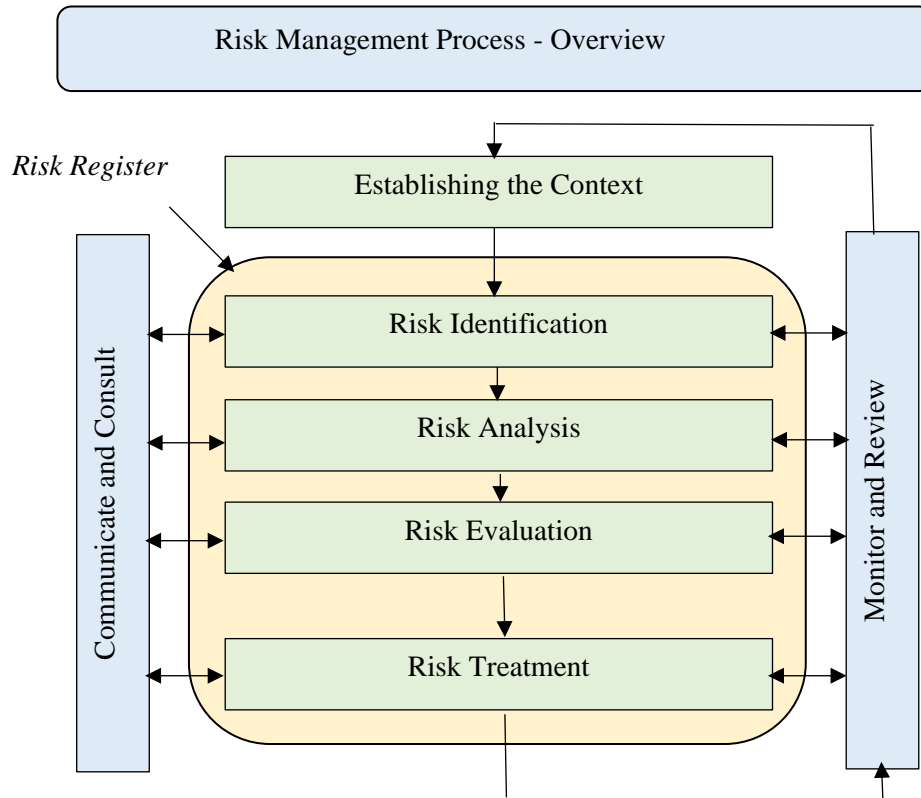 Risk Management Process - Overview
Risk Register
Establishing the Context
Risk Identification
Risk Analysis
Risk Evaluation
Risk Treatment
Communicate and Consult
Monitor and Review